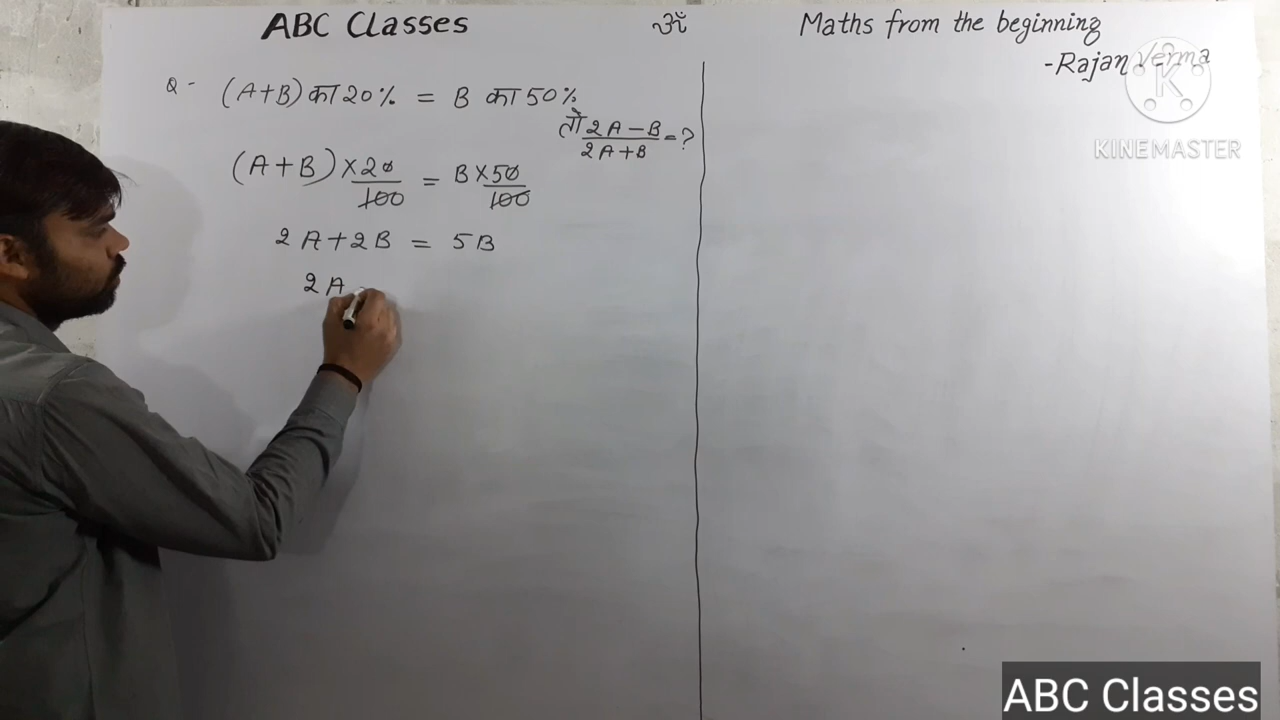 ABC Classes
ॐ
Maths from the beginning
-Rajan Verma
KINEMASTER
Q - (A+B) का 20% = B का 50%
तो 2A-B/2A+B = ?
(A+B) × 20/100 = B × 50/100
2A+2B = 5B
2A
ABC Classes